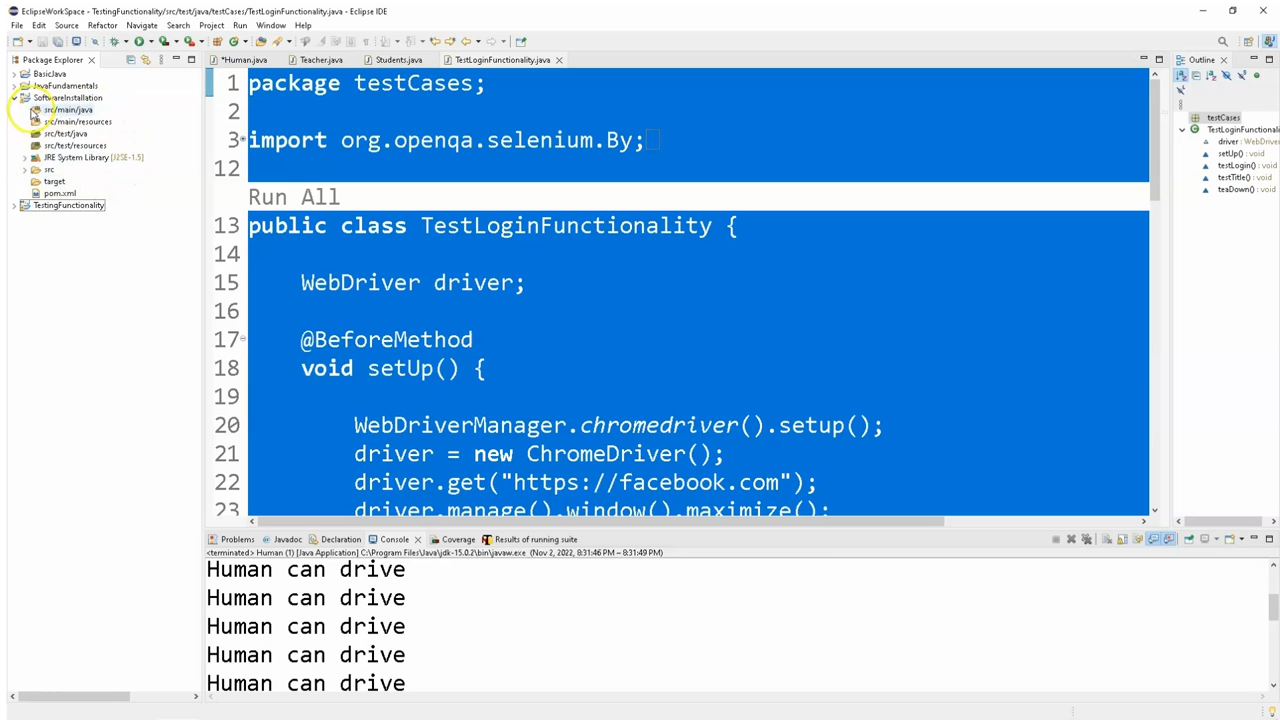 EclipseWorkSpace - TestingFunctionality/src/test/java/testCases/TestLoginFunctionality.java - Eclipse IDE
File Edit Source Refactor Navigate Search Project Run Window Help
Package Explorer
BasicJava
JavaFundamentals
SoftwareInstallation
src/main/java
src/main/resources
src/test/java
src/test/resources
JRE System Library [J2SE-1.5]
src
target
pom.xml
TestingFunctionality
*Human.java Teacher.java Students.java TestLoginFunctionality.java
1 package testCases;
2
3 import org.openqa.selenium.By;
12
Run All
13 public class TestLoginFunctionality {
14
15 WebDriver driver;
16
17 @BeforeMethod
18 void setUp() {
19
20 WebDriverManager.chromedriver().setup();
21 driver = new ChromeDriver();
22 driver.get("https://facebook.com");
23 driver.manage().window().maximize();
Outline
testCases
TestLoginFunctionali
driver : WebDrive
setUp() : void
testLogin() : void
testTitle() : void
teaDown() : void
Problems Javadoc Declaration Console Coverage Results of running suite
<terminated> Human (1) [Java Application] C:\Program Files\Java\jdk-15.0.2\bin\javaw.exe (Nov 2, 2022, 8:31:46 PM – 8:31:49 PM)
Human can drive
Human can drive
Human can drive
Human can drive
Human can drive